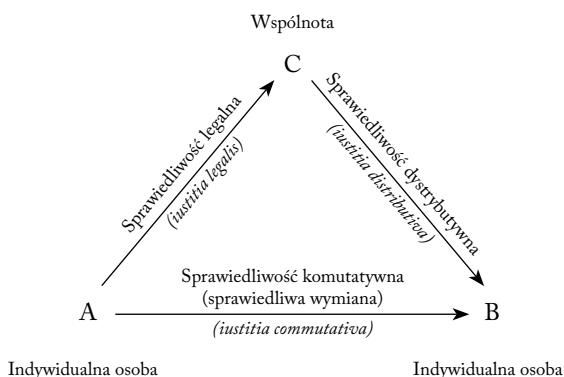 Wspólnota
C
Sprawiedliwość legalna
(iustitia legalis)
Sprawiedliwość dystrybutywna
(iustitia distributiva)
Sprawiedliwość komutatywna
(sprawiedliwa wymiana)
A
B
(iustitia commutativa)
Indywidualna osoba
Indywidualna osoba